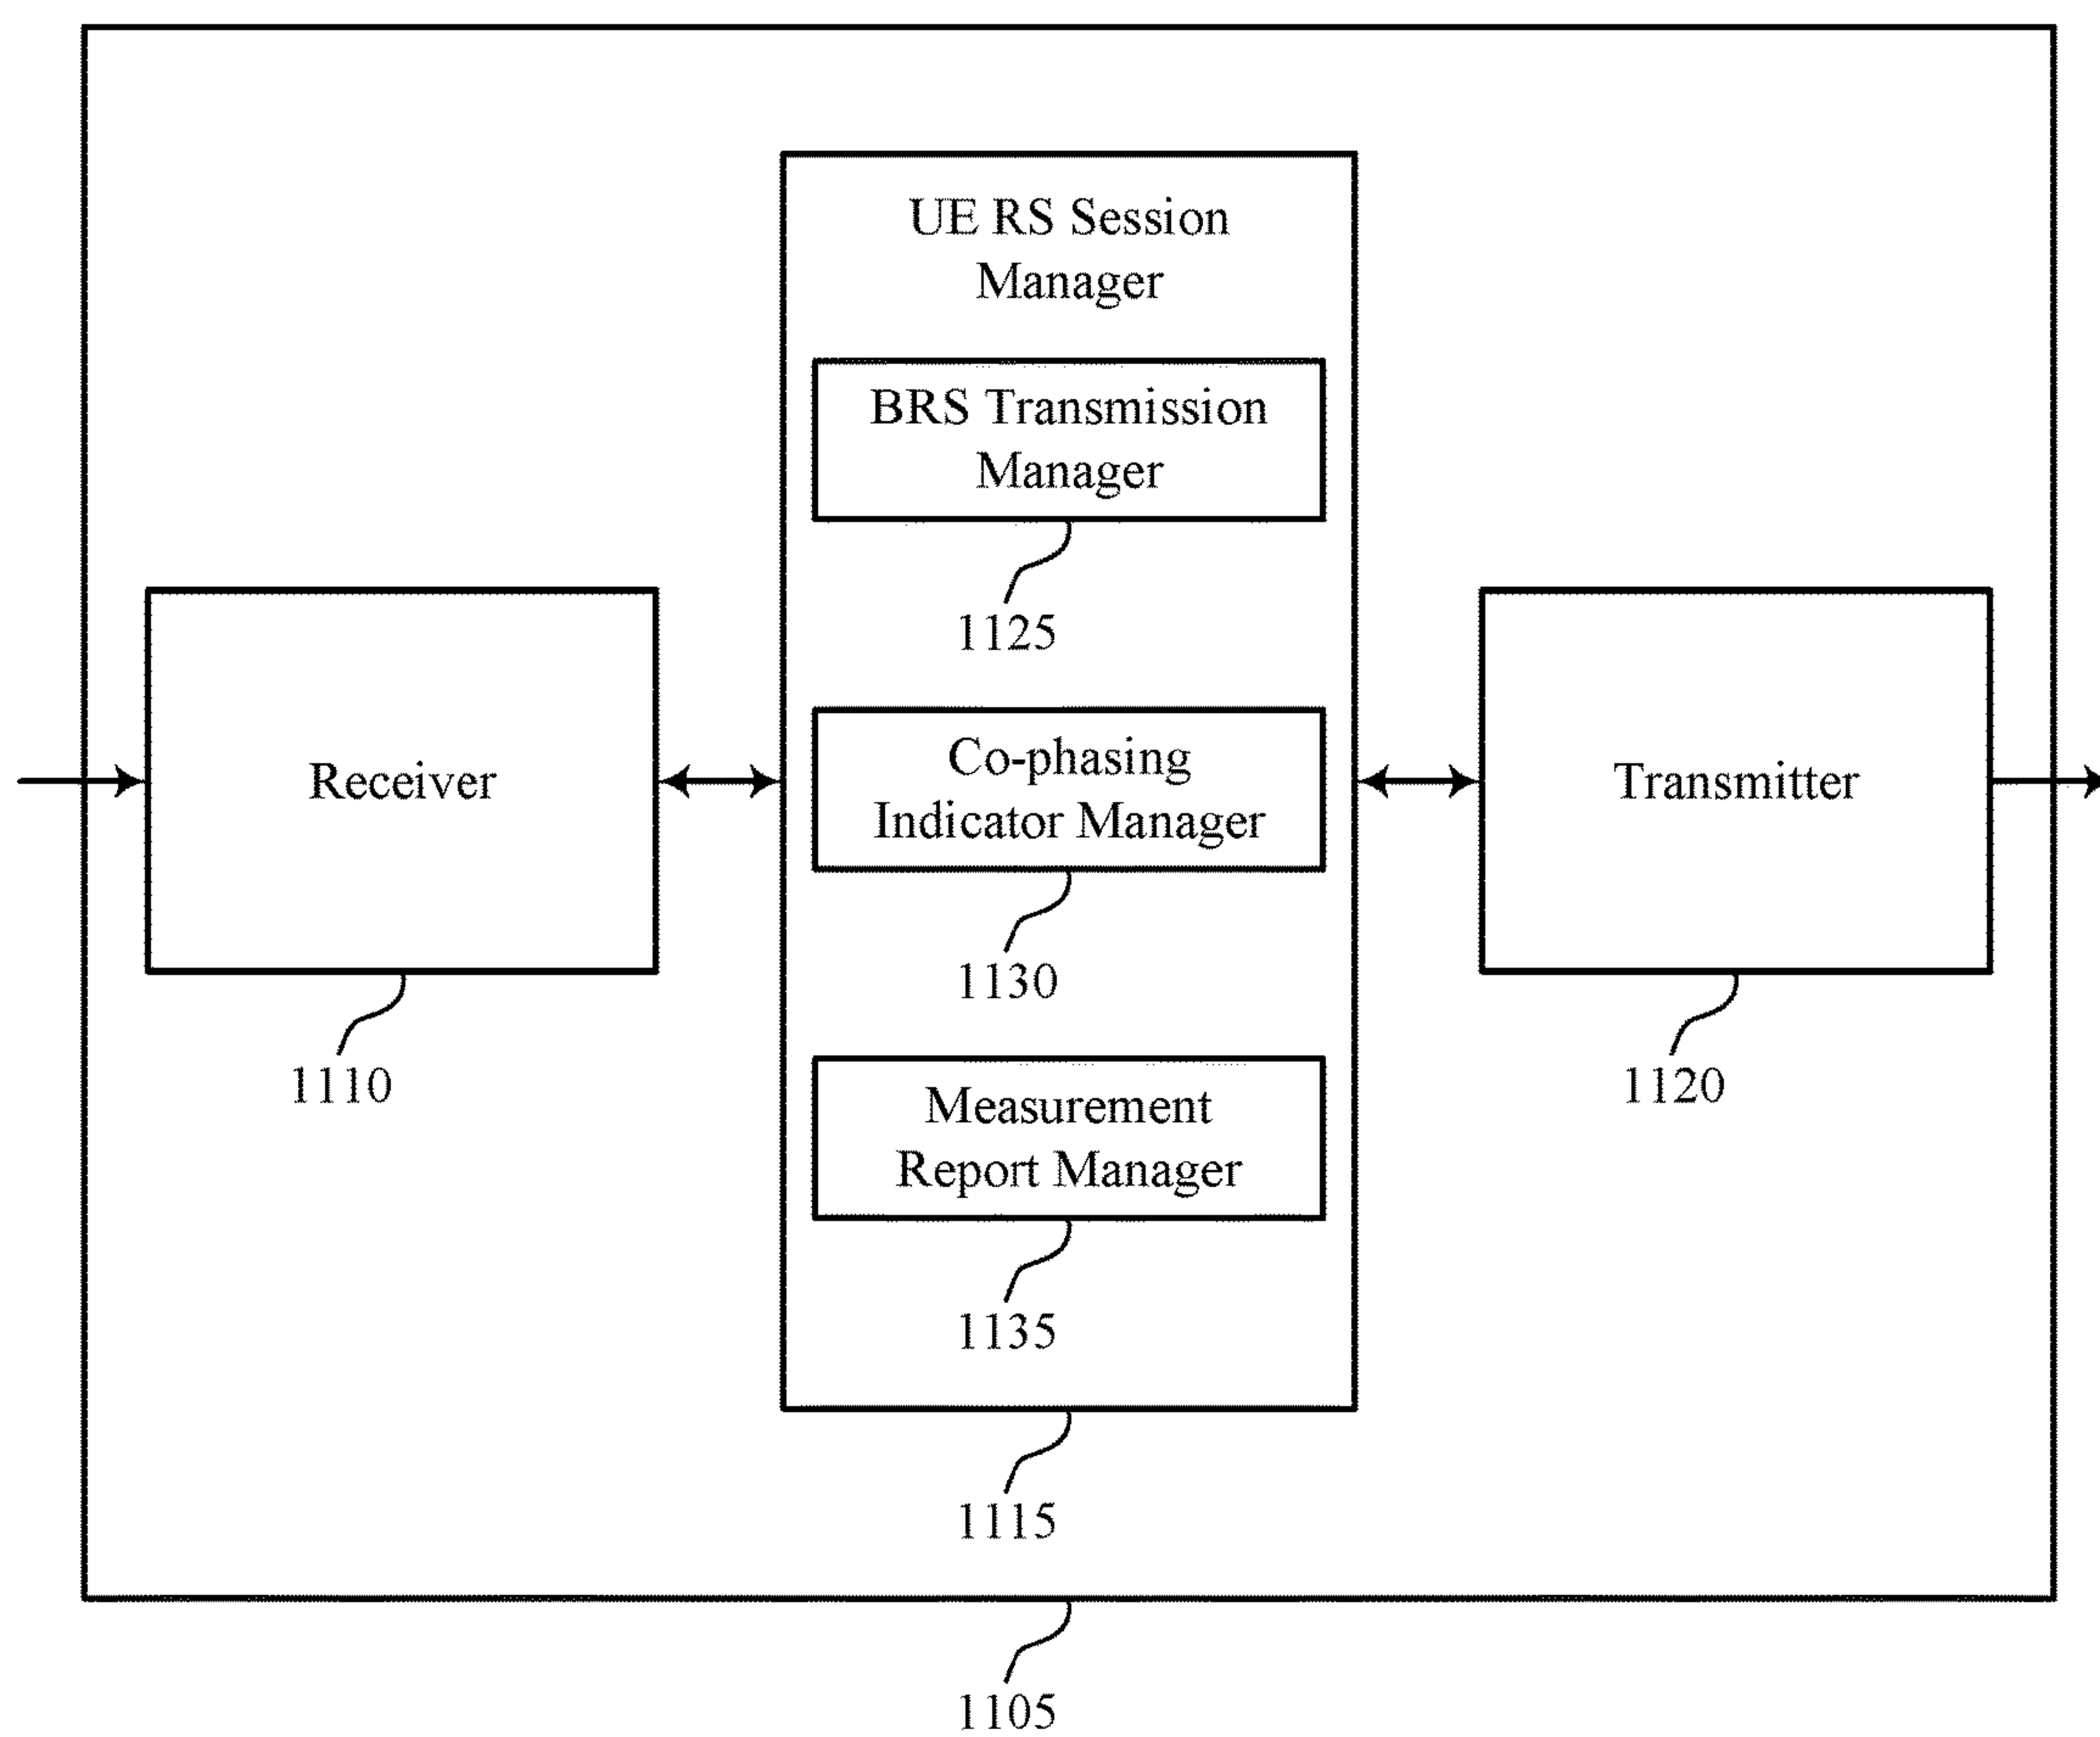 UE RS Session
Manager
BRS Transmission
Manager
1125
Receiver
1110
Co-phasing
Indicator Manager
1130
Transmitter
1120
Measurement
Report Manager
1135
1115
1105